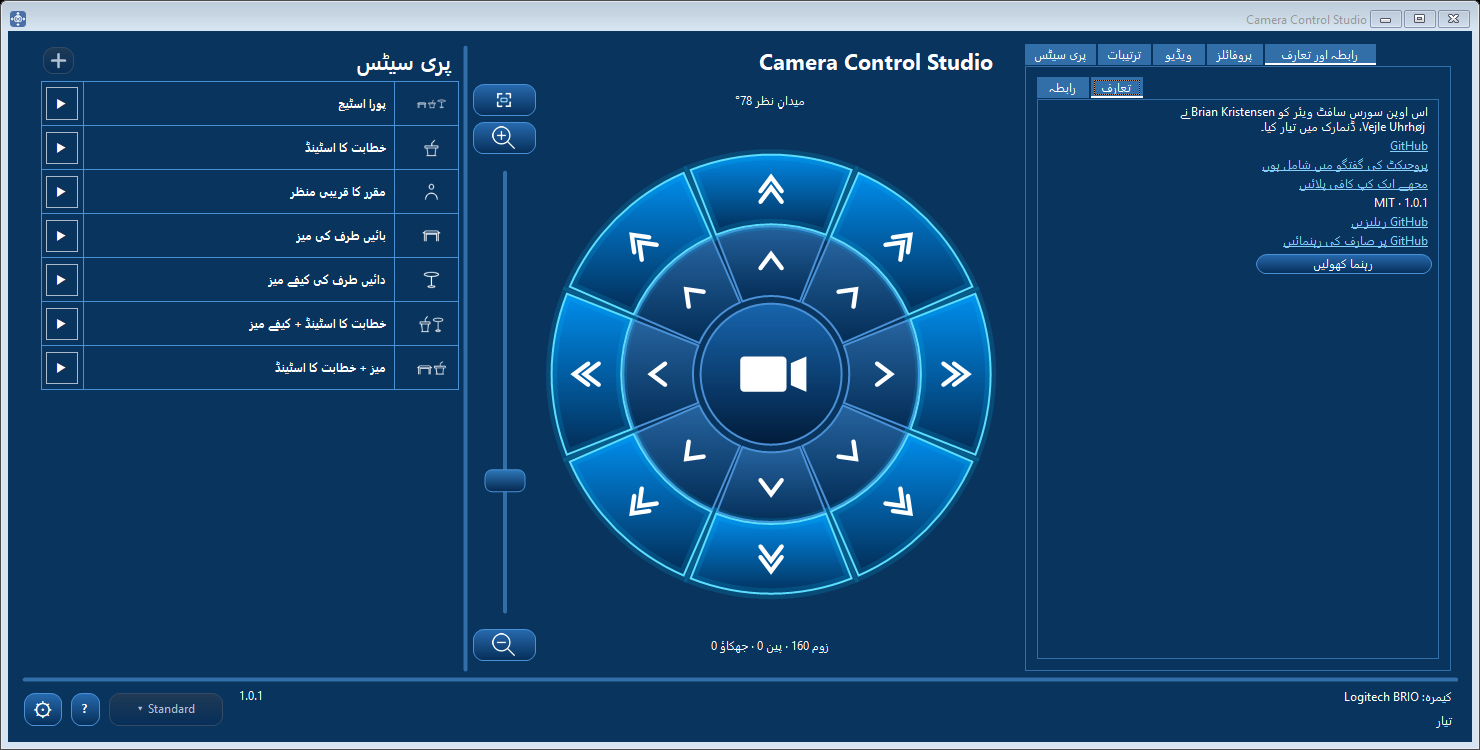 Camera Control Studio
پری سیٹس
پورا اسٹیج
خطابت کا اسٹینڈ
مقرر کا قریبی منظر
بائیں طرف کی میز
دائیں طرف کی کیفے میز
خطابت کا اسٹینڈ + کیفے میز
میز + خطابت کا اسٹینڈ
Camera Control Studio
میدانِ نظر 78°
زوم 160 · پین 0 · جھکاؤ 0
رابطہ اور تعارف
پروفائلز
ویڈیو
ترتیبات
پری سیٹس
تعارف
رابطہ
اس اوپن سورس سافٹ ویئر کو Brian Kristensen نے
Vejle Uhrhøj، ڈنمارک میں تیار کیا۔
GitHub
پروجیکٹ کی گفتگو میں شامل ہوں
مجھے ایک کپ کافی پلائیں
MIT · 1.0.1
GitHub ریلیزیں
GitHub پر صارف کی رہنمائیں
رہنما کھولیں
?
Standard
1.0.1
کیمرہ: Logitech BRIO
تیار